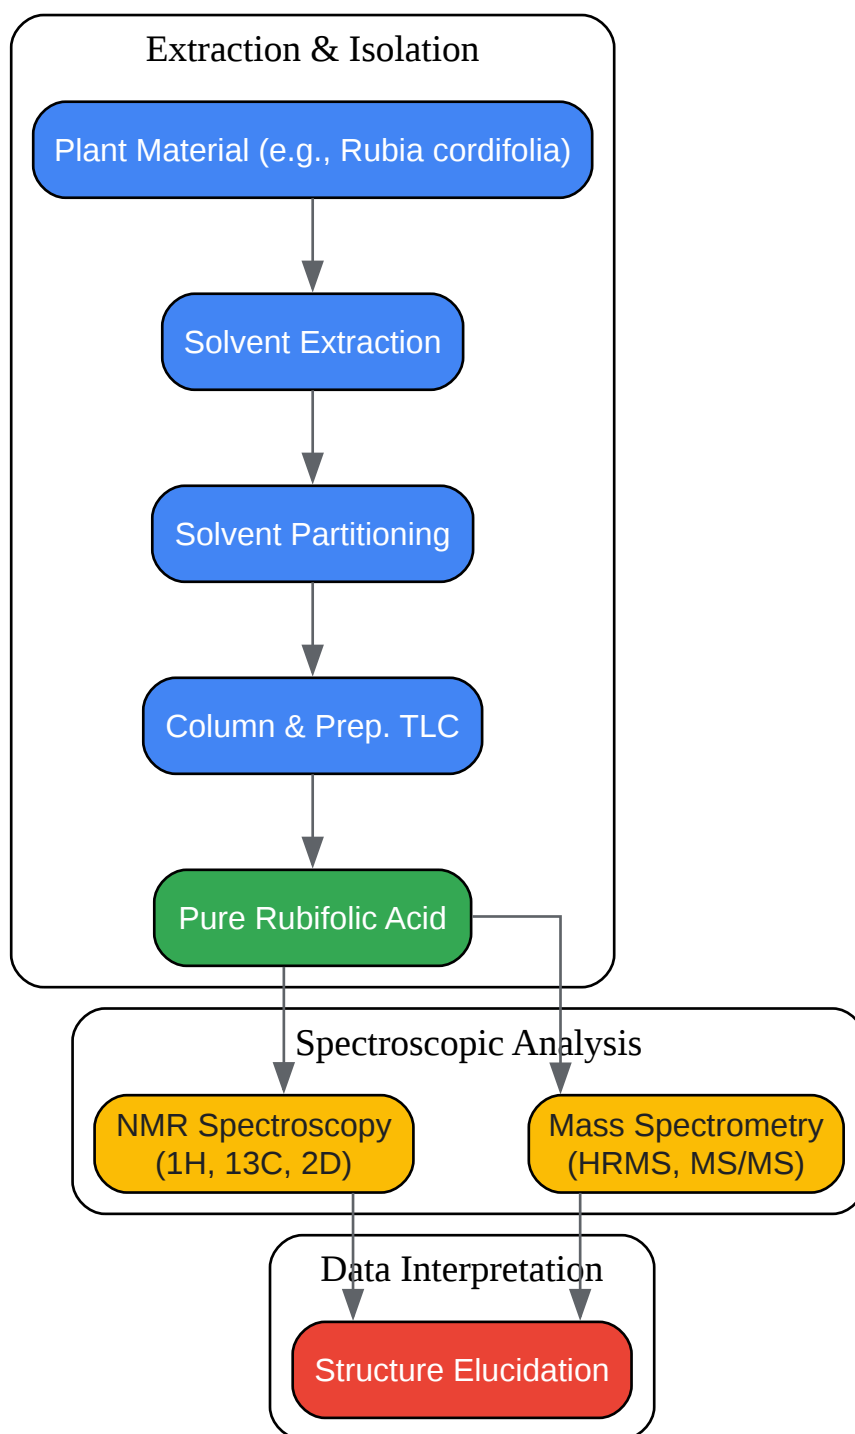 Extraction & Isolation
Plant Material (e.g., Rubia cordifolia)
Solvent Extraction
Solvent Partitioning
Column & Prep. TLC
Pure Rubifolic Acid
Spectroscopic Analysis
NMR Spectroscopy
(1H, 13C, 2D)
Mass Spectrometry
(HRMS, MS/MS)
Data Interpretation
Structure Elucidation